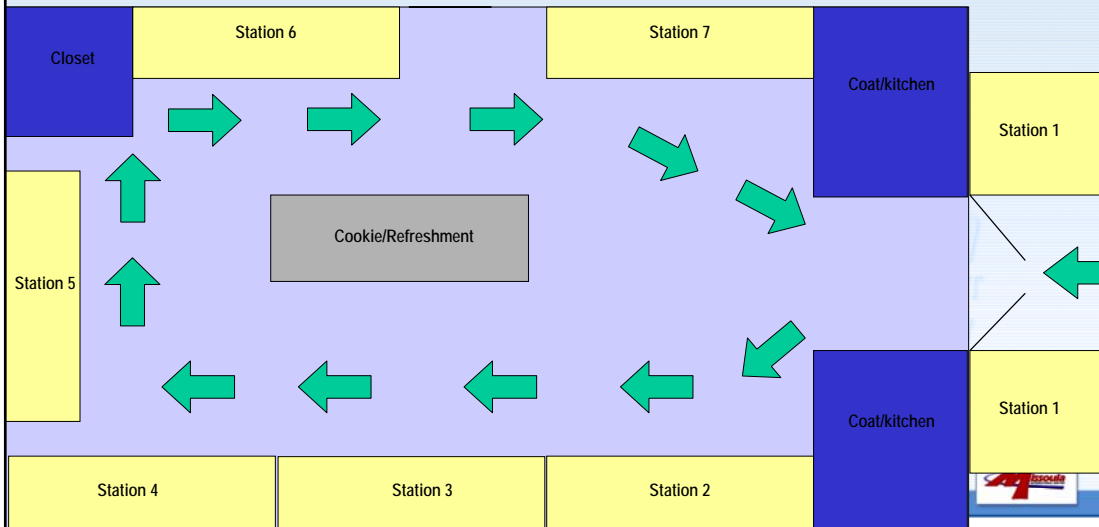 Station 6
Station 7
Closet
Coat/kitchen
Station 1
Cookie/Refreshment
Station 5
Station 1
Coat/kitchen
Station 4
Station 3
Station 2
Missoula